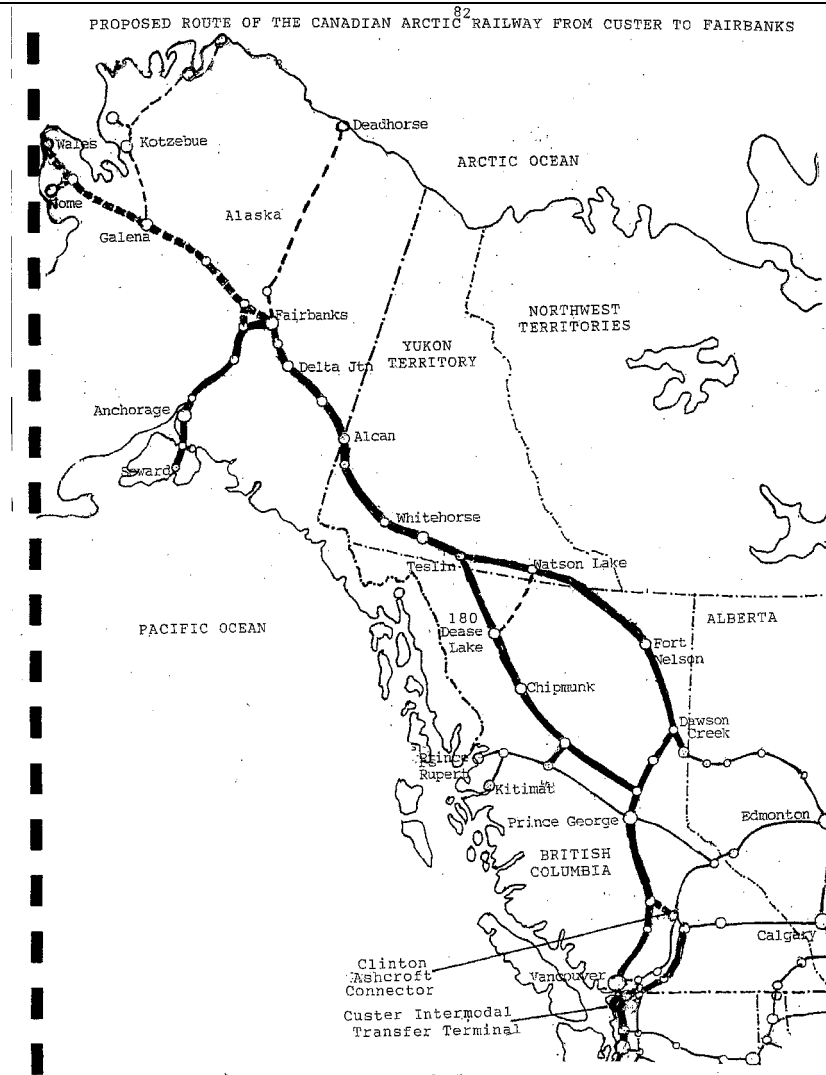 82
PROPOSED ROUTE OF THE CANADIAN ARCTIC RAILWAY FROM CUSTER TO FAIRBANKS
Deadhorse
Wales
Kotzebue
ARCTIC OCEAN
Nome
Alaska
Galena
NORTHWEST
TERRITORIES
Fairbanks
YUKON
TERRITORY
Delta Jtn
Anchorage
Alcan
Seward
Whitehorse
Teslin
Watson Lake
PACIFIC OCEAN
180
Dease
Lake
ALBERTA
Fort
Nelson
Chipmunk
Dawson
Creek
Prince
Rupert
Kitimat
Prince George
Edmonton
BRITISH
COLUMBIA
Calgary
Clinton
Ashcroft
Connector
Vancouver
Custer Intermodal
Transfer Terminal